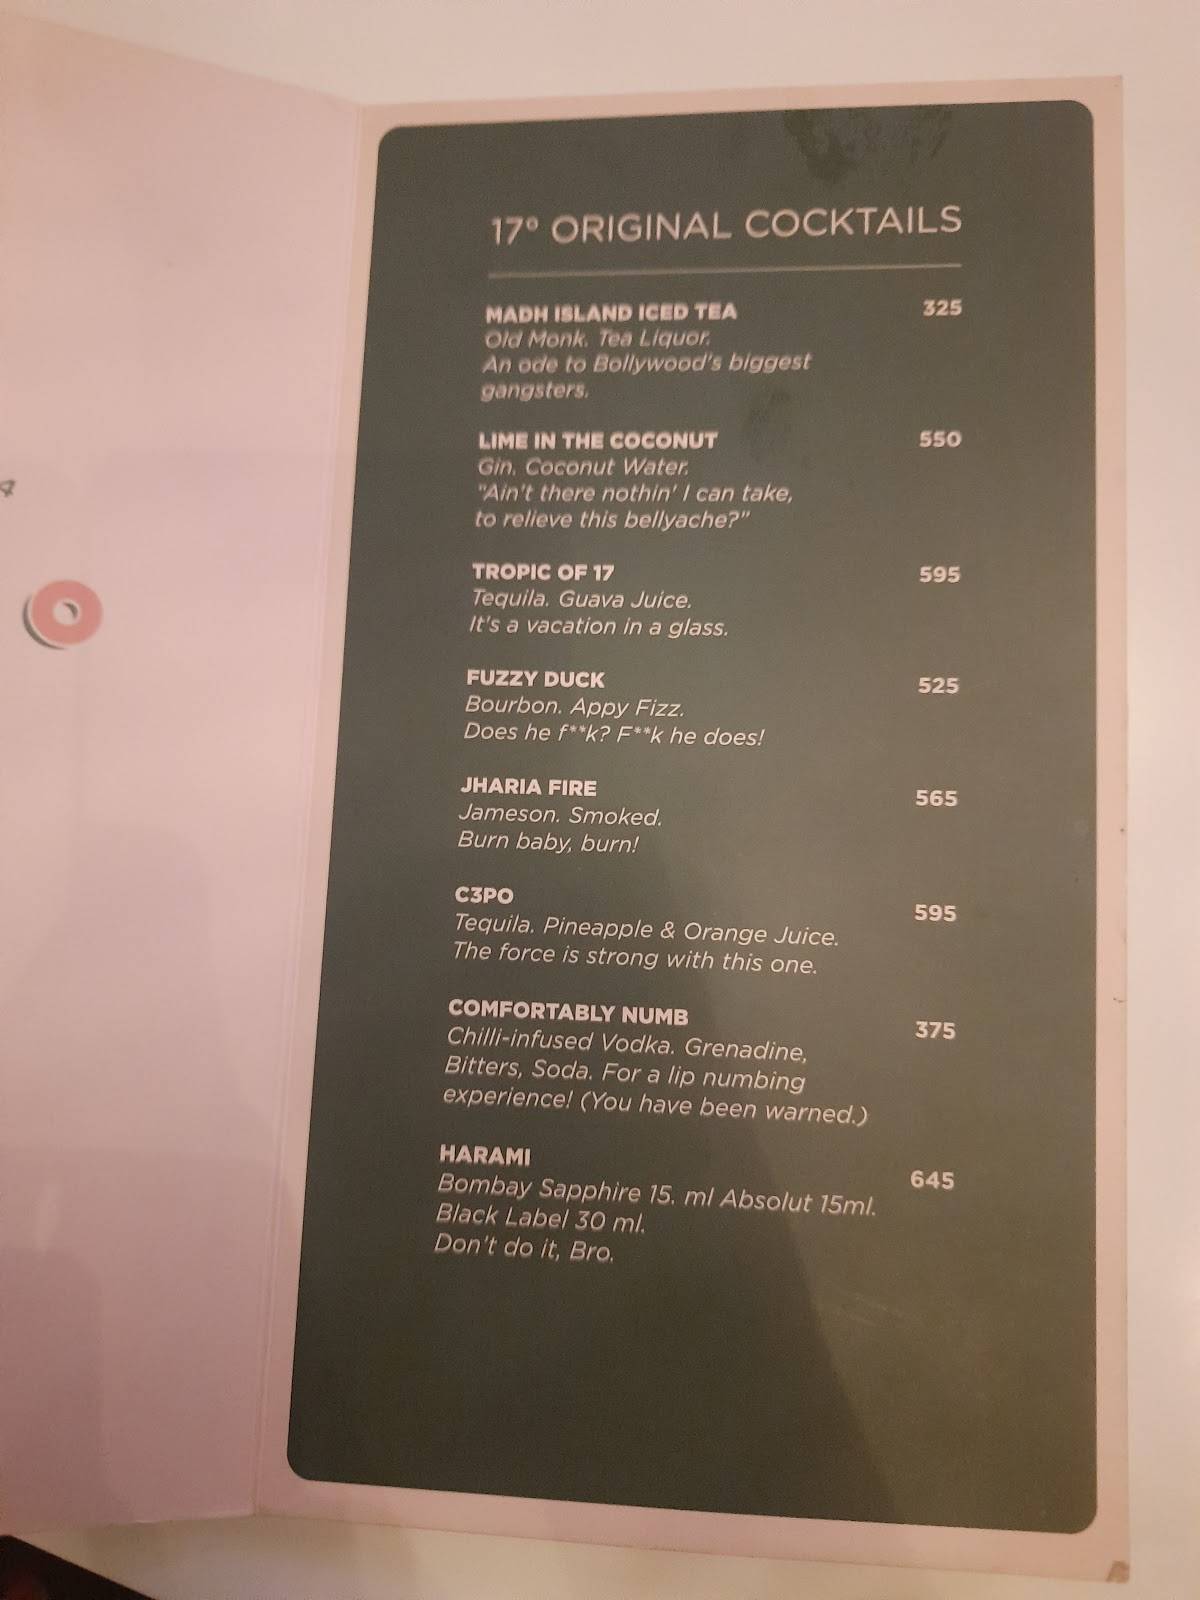 17° ORIGINAL COCKTAILS
MADH ISLAND ICED TEA 325
Old Monk. Tea Liquor.
An ode to Bollywood's biggest
gangsters.
LIME IN THE COCONUT 550
Gin. Coconut Water.
"Ain't there nothin' I can take,
to relieve this bellyache?"
TROPIC OF 17 595
Tequila. Guava Juice.
It's a vacation in a glass.
FUZZY DUCK 525
Bourbon. Appy Fizz.
Does he f**k? F**k he does!
JHARIA FIRE 565
Jameson. Smoked.
Burn baby, burn!
C3PO 595
Tequila. Pineapple & Orange Juice.
The force is strong with this one.
COMFORTABLY NUMB 375
Chilli-infused Vodka. Grenadine,
Bitters, Soda. For a lip numbing
experience! (You have been warned.)
HARAMI 645
Bombay Sapphire 15. ml Absolut 15ml.
Black Label 30 ml.
Don't do it, Bro.